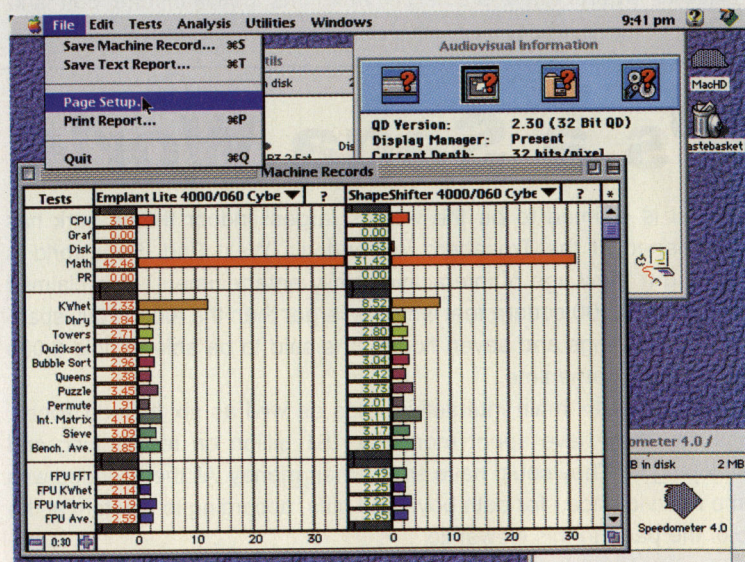 File Edit Tests Analysis Utilities Windows 9:41 pm
Save Machine Record... ⌘S
Save Text Report... ⌘T
Page Setup...
Print Report... ⌘P
Quit ⌘Q
tils
n disk 2
Dis
Audiovisual Information
QD Version: 2.30 (32 Bit QD)
Display Manager: Present
Current Depth: 32 bits/pixel
MacHD
astebasket
Machine Records
Tests Emplant Lite 4000/060 Cybe ? ShapeShifter 4000/060 Cybe ? *
CPU 3.16 3.38
Graf 0.00 0.00
Disk 0.00 0.63
Math 42.46 31.42
PR 0.00 0.00
KWhet 12.33 8.52
Dhry 2.84 2.42
Towers 2.71 2.80
Quicksort 2.69 2.84
Bubble Sort 2.96 3.04
Queens 2.38 2.42
Puzzle 3.45 3.73
Permute 1.91 2.01
Int. Matrix 4.16 5.11
Sieve 3.09 3.17
Bench. Ave. 3.85 3.61
FPU FFT 2.43 2.49
FPU KWhet 2.14 2.25
FPU Matrix 3.19 3.22
FPU Ave. 2.59 2.65
0:30 0 10 20 30 0 10 20 30
ometer 4.0
B in disk 2 MB
Speedometer 4.0